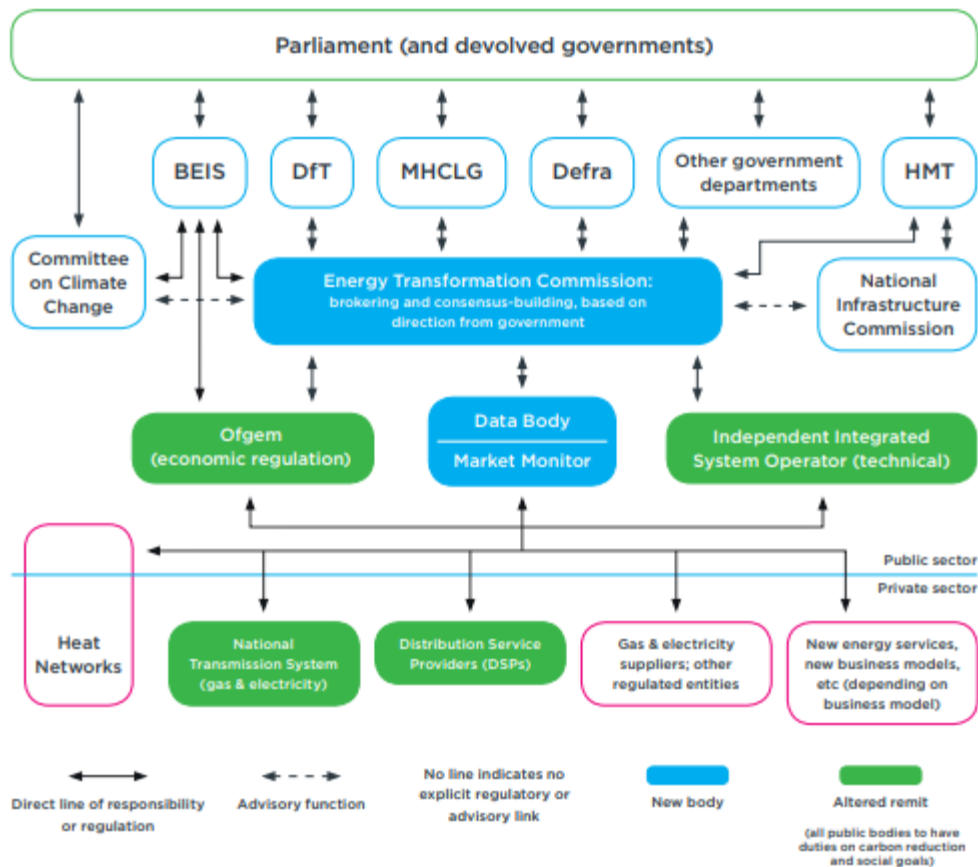 Parliament (and devolved governments)
BEIS
DfT
MHCLG
Defra
Other government
departments
HMT
Committee
on Climate
Change
Energy Transformation Commission:
brokering and consensus-building, based on
direction from government
National
Infrastructure
Commission
Ofgem
(economic regulation)
Data Body
Market Monitor
Independent Integrated
System Operator (technical)
Public sector
Private sector
Heat
Networks
National
Transmission System
(gas & electricity)
Distribution Service
Providers (DSPs)
Gas & electricity
suppliers; other
regulated entities
New energy services,
new business models,
etc (depending on
business model)
Direct line of responsibility
or regulation
Advisory function
No line indicates no
explicit regulatory or
advisory link
New body
Altered remit
(all public bodies to have
duties on carbon reduction
and social goals)